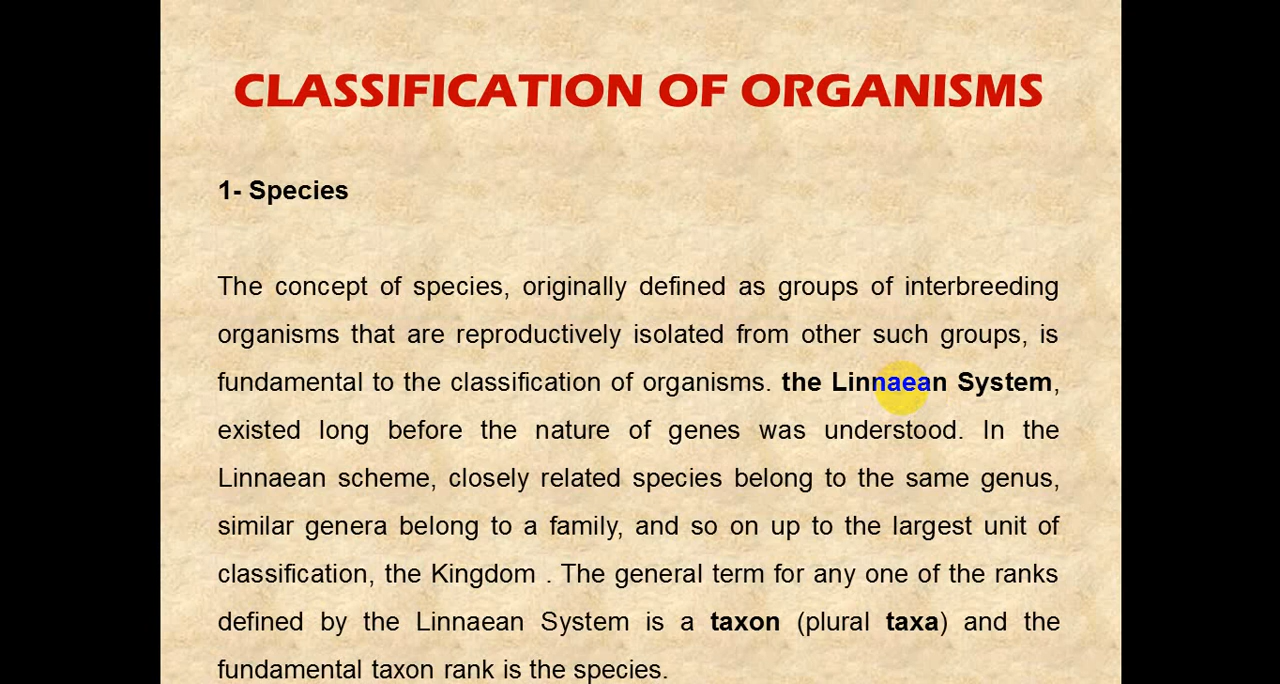 CLASSIFICATION OF ORGANISMS
1- Species
The concept of species, originally defined as groups of interbreeding
organisms that are reproductively isolated from other such groups, is
fundamental to the classification of organisms. the Linnaean System,
existed long before the nature of genes was understood. In the
Linnaean scheme, closely related species belong to the same genus,
similar genera belong to a family, and so on up to the largest unit of
classification, the Kingdom . The general term for any one of the ranks
defined by the Linnaean System is a taxon (plural taxa) and the
fundamental taxon rank is the species.